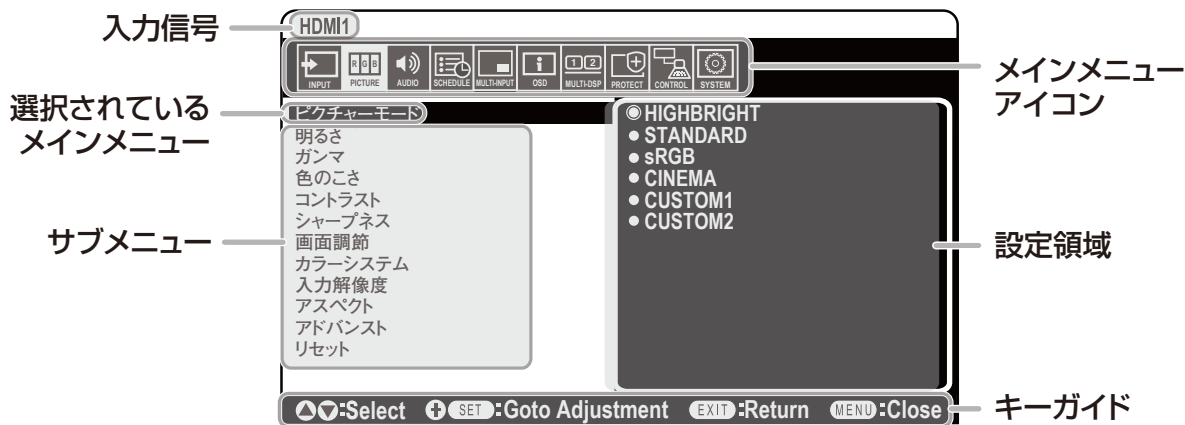 入力信号
HDMI1
INPUT
R G B
PICTURE
AUDIO
SCHEDULE
MULTI-INPUT
OSD
1 2
MULTI-DSP
PROTECT
CONTROL
SYSTEM
メインメニュー
アイコン
選択されている
メインメニュー
ピクチャーモード
サブメニュー
明るさ
ガンマ
色のこさ
コントラスト
シャープネス
画面調節
カラーシステム
入力解像度
アスペクト
アドバンスト
リセット
HIGHBRIGHT
STANDARD
sRGB
CINEMA
CUSTOM1
CUSTOM2
設定領域
:Select SET:Goto Adjustment EXIT:Return MENU:Close
キーガイド